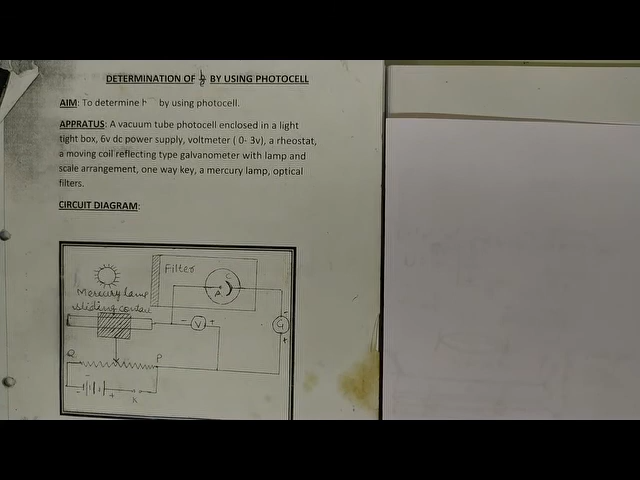 DETERMINATION OF h BY USING PHOTOCELL
AIM: To determine h by using photocell.
APPRATUS: A vacuum tube photocell enclosed in a light
tight box, 6v dc power supply, voltmeter ( 0- 3v), a rheostat,
a moving coil reflecting type galvanometer with lamp and
scale arrangement, one way key, a mercury lamp, optical
filters.
CIRCUIT DIAGRAM:
Filter
C
A
Mercury lamp
sliding contac
- V +
-
G
+
Q
P
-
- +
K